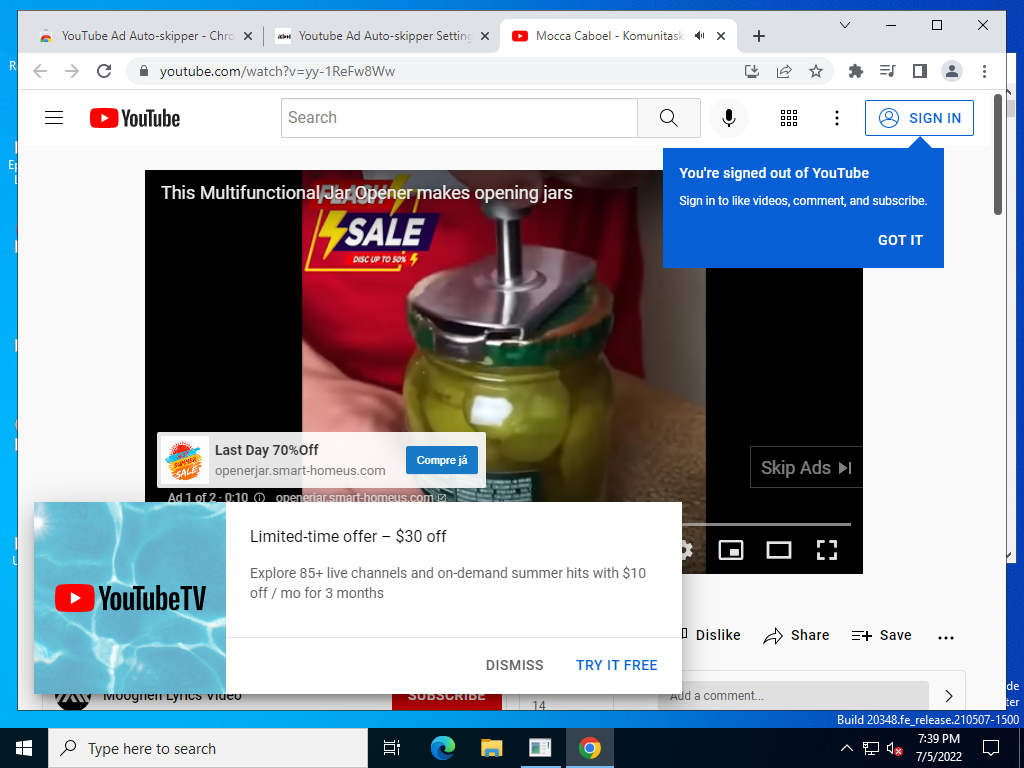 YouTube Ad Auto-skipper - Chro
Youtube Ad Auto-skipper Setting
Mocca Caboel - Komunitask
youtube.com/watch?v=yy-1ReFw8Ww
YouTube
Search
SIGN IN
You're signed out of YouTube
Sign in to like videos, comment, and subscribe.
GOT IT
This Multifunctional Jar Opener makes opening jars
FLASH
SALE
DISC UP TO 50%
HOT
SUMMER
SALE
Last Day 70%Off
openerjar.smart-homeus.com
Compre já
Skip Ads
Ad 1 of 2 · 0:10
openerjar.smart-homeus.com
YouTubeTV
Limited-time offer – $30 off
Explore 85+ live channels and on-demand summer hits with $10
off / mo for 3 months
DISMISS
TRY IT FREE
Dislike
Share
Save
Mooghen Lyrics Video
SUBSCRIBE
14
Add a comment...
Build 20348.fe_release.210507-1500
Type here to search
7:39 PM
7/5/2022